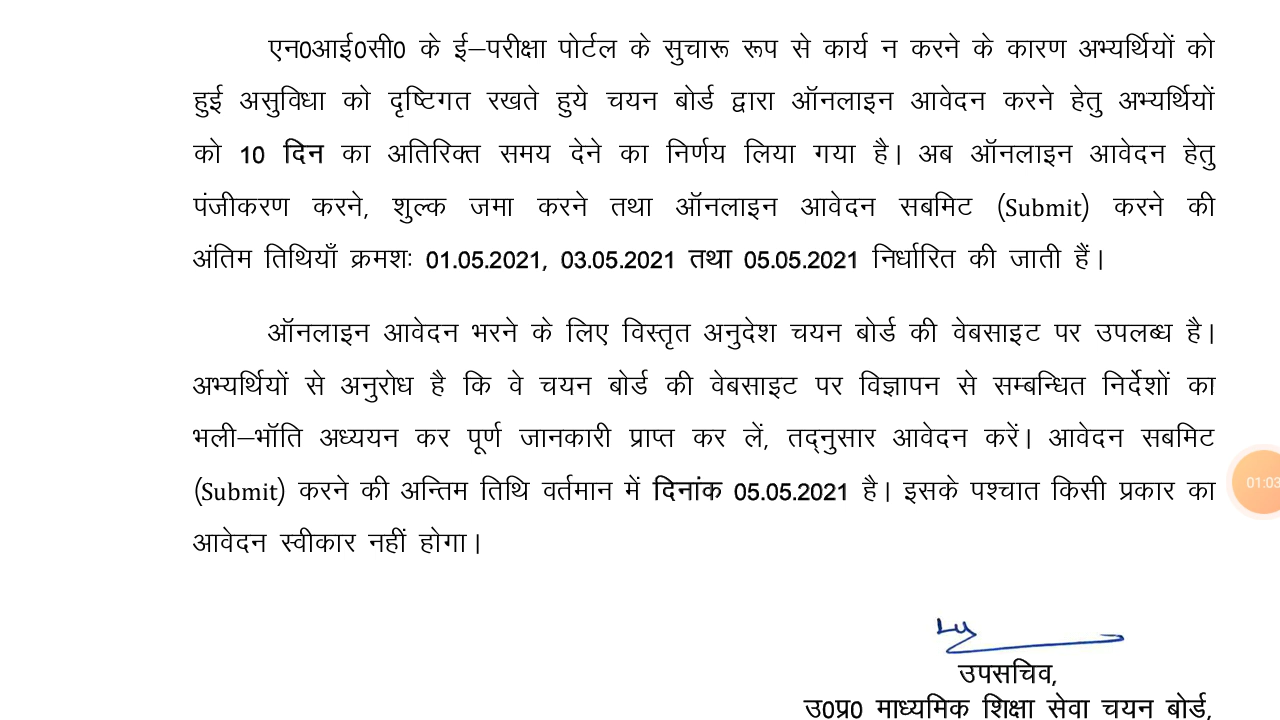 एन0आई0सी0 के ई–परीक्षा पोर्टल के सुचारू रूप से कार्य न करने के कारण अभ्यर्थियों को
हुई असुविधा को दृष्टिगत रखते हुये चयन बोर्ड द्वारा ऑनलाइन आवेदन करने हेतु अभ्यर्थियों
को 10 दिन का अतिरिक्त समय देने का निर्णय लिया गया है। अब ऑनलाइन आवेदन हेतु
पंजीकरण करने, शुल्क जमा करने तथा ऑनलाइन आवेदन सबमिट (Submit) करने की
अंतिम तिथियाँ क्रमशः 01.05.2021, 03.05.2021 तथा 05.05.2021 निर्धारित की जाती हैं।
ऑनलाइन आवेदन भरने के लिए विस्तृत अनुदेश चयन बोर्ड की वेबसाइट पर उपलब्ध है।
अभ्यर्थियों से अनुरोध है कि वे चयन बोर्ड की वेबसाइट पर विज्ञापन से सम्बन्धित निर्देशों का
भली–भॉति अध्ययन कर पूर्ण जानकारी प्राप्त कर लें, तद्नुसार आवेदन करें। आवेदन सबमिट
(Submit) करने की अन्तिम तिथि वर्तमान में दिनांक 05.05.2021 है। इसके पश्चात किसी प्रकार का
आवेदन स्वीकार नहीं होगा।
01:03
उपसचिव,
उ0प्र0 माध्यमिक शिक्षा सेवा चयन बोर्ड,